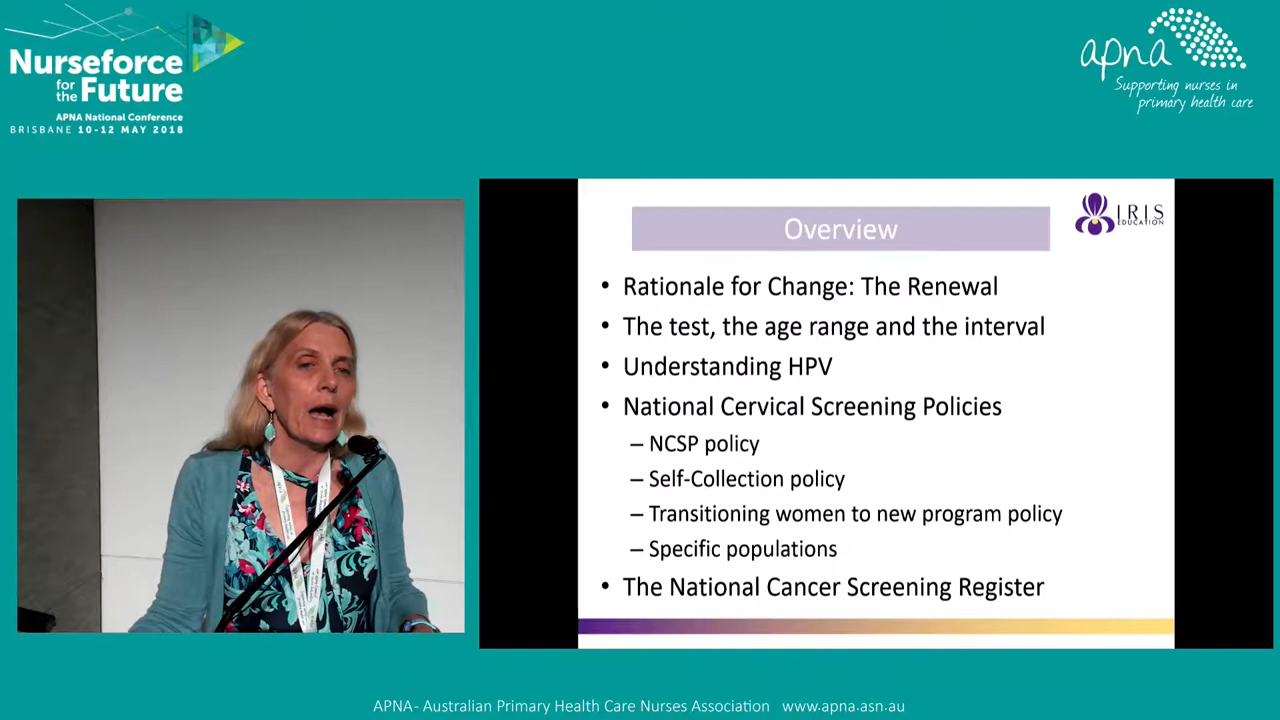 Nurseforce
for the Future
APNA National Conference
BRISBANE 10-12 MAY 2018
apna
Supporting nurses in
primary health care
IRIS
EDUCATION
Overview
• Rationale for Change: The Renewal
• The test, the age range and the interval
• Understanding HPV
• National Cervical Screening Policies
– NCSP policy
– Self-Collection policy
– Transitioning women to new program policy
– Specific populations
• The National Cancer Screening Register
APNA- Australian Primary Health Care Nurses Association www.apna.asn.au